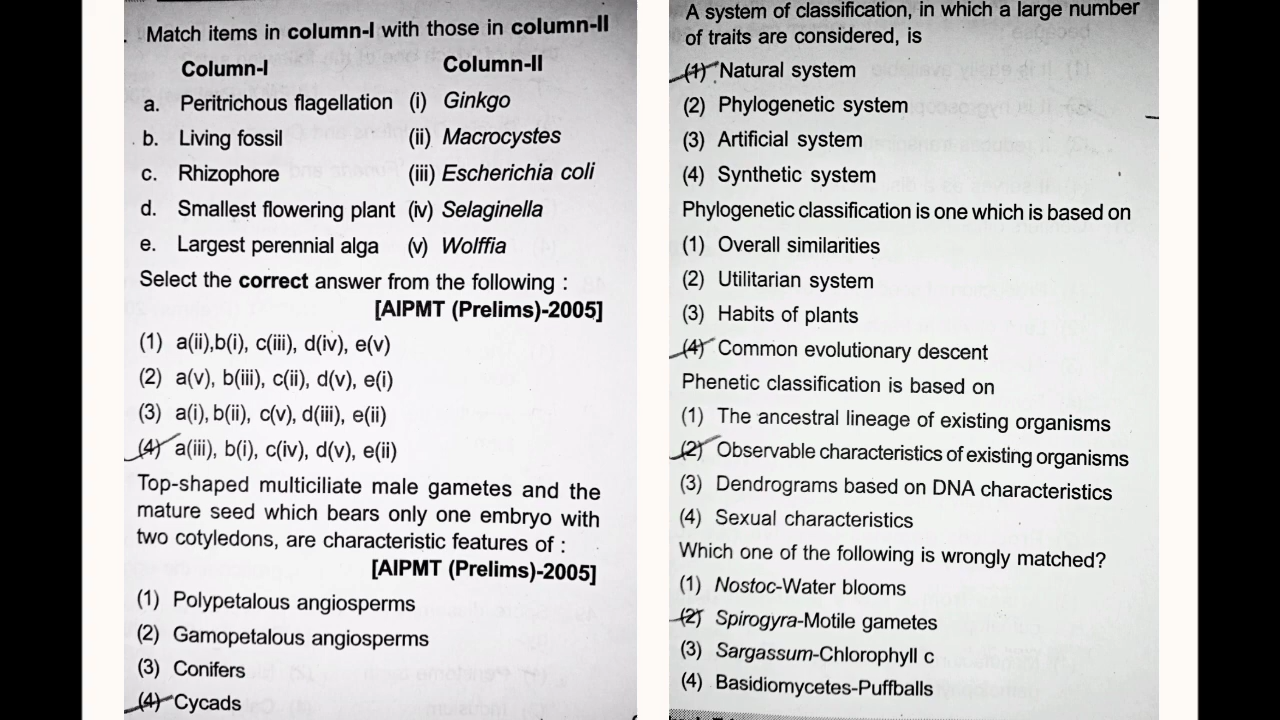 Match items in column-I with those in column-II
Column-I Column-II
a. Peritrichous flagellation (i) Ginkgo
b. Living fossil (ii) Macrocystes
c. Rhizophore (iii) Escherichia coli
d. Smallest flowering plant (iv) Selaginella
e. Largest perennial alga (v) Wolffia
Select the correct answer from the following :
[AIPMT (Prelims)-2005]
(1) a(ii),b(i), c(iii), d(iv), e(v)
(2) a(v), b(iii), c(ii), d(v), e(i)
(3) a(i), b(ii), c(v), d(iii), e(ii)
(4) a(iii), b(i), c(iv), d(v), e(ii)
Top-shaped multiciliate male gametes and the
mature seed which bears only one embryo with
two cotyledons, are characteristic features of :
[AIPMT (Prelims)-2005]
(1) Polypetalous angiosperms
(2) Gamopetalous angiosperms
(3) Conifers
(4) Cycads
A system of classification, in which a large number
of traits are considered, is
(1) Natural system
(2) Phylogenetic system
(3) Artificial system
(4) Synthetic system
Phylogenetic classification is one which is based on
(1) Overall similarities
(2) Utilitarian system
(3) Habits of plants
(4) Common evolutionary descent
Phenetic classification is based on
(1) The ancestral lineage of existing organisms
(2) Observable characteristics of existing organisms
(3) Dendrograms based on DNA characteristics
(4) Sexual characteristics
Which one of the following is wrongly matched?
(1) Nostoc-Water blooms
(2) Spirogyra-Motile gametes
(3) Sargassum-Chlorophyll c
(4) Basidiomycetes-Puffballs